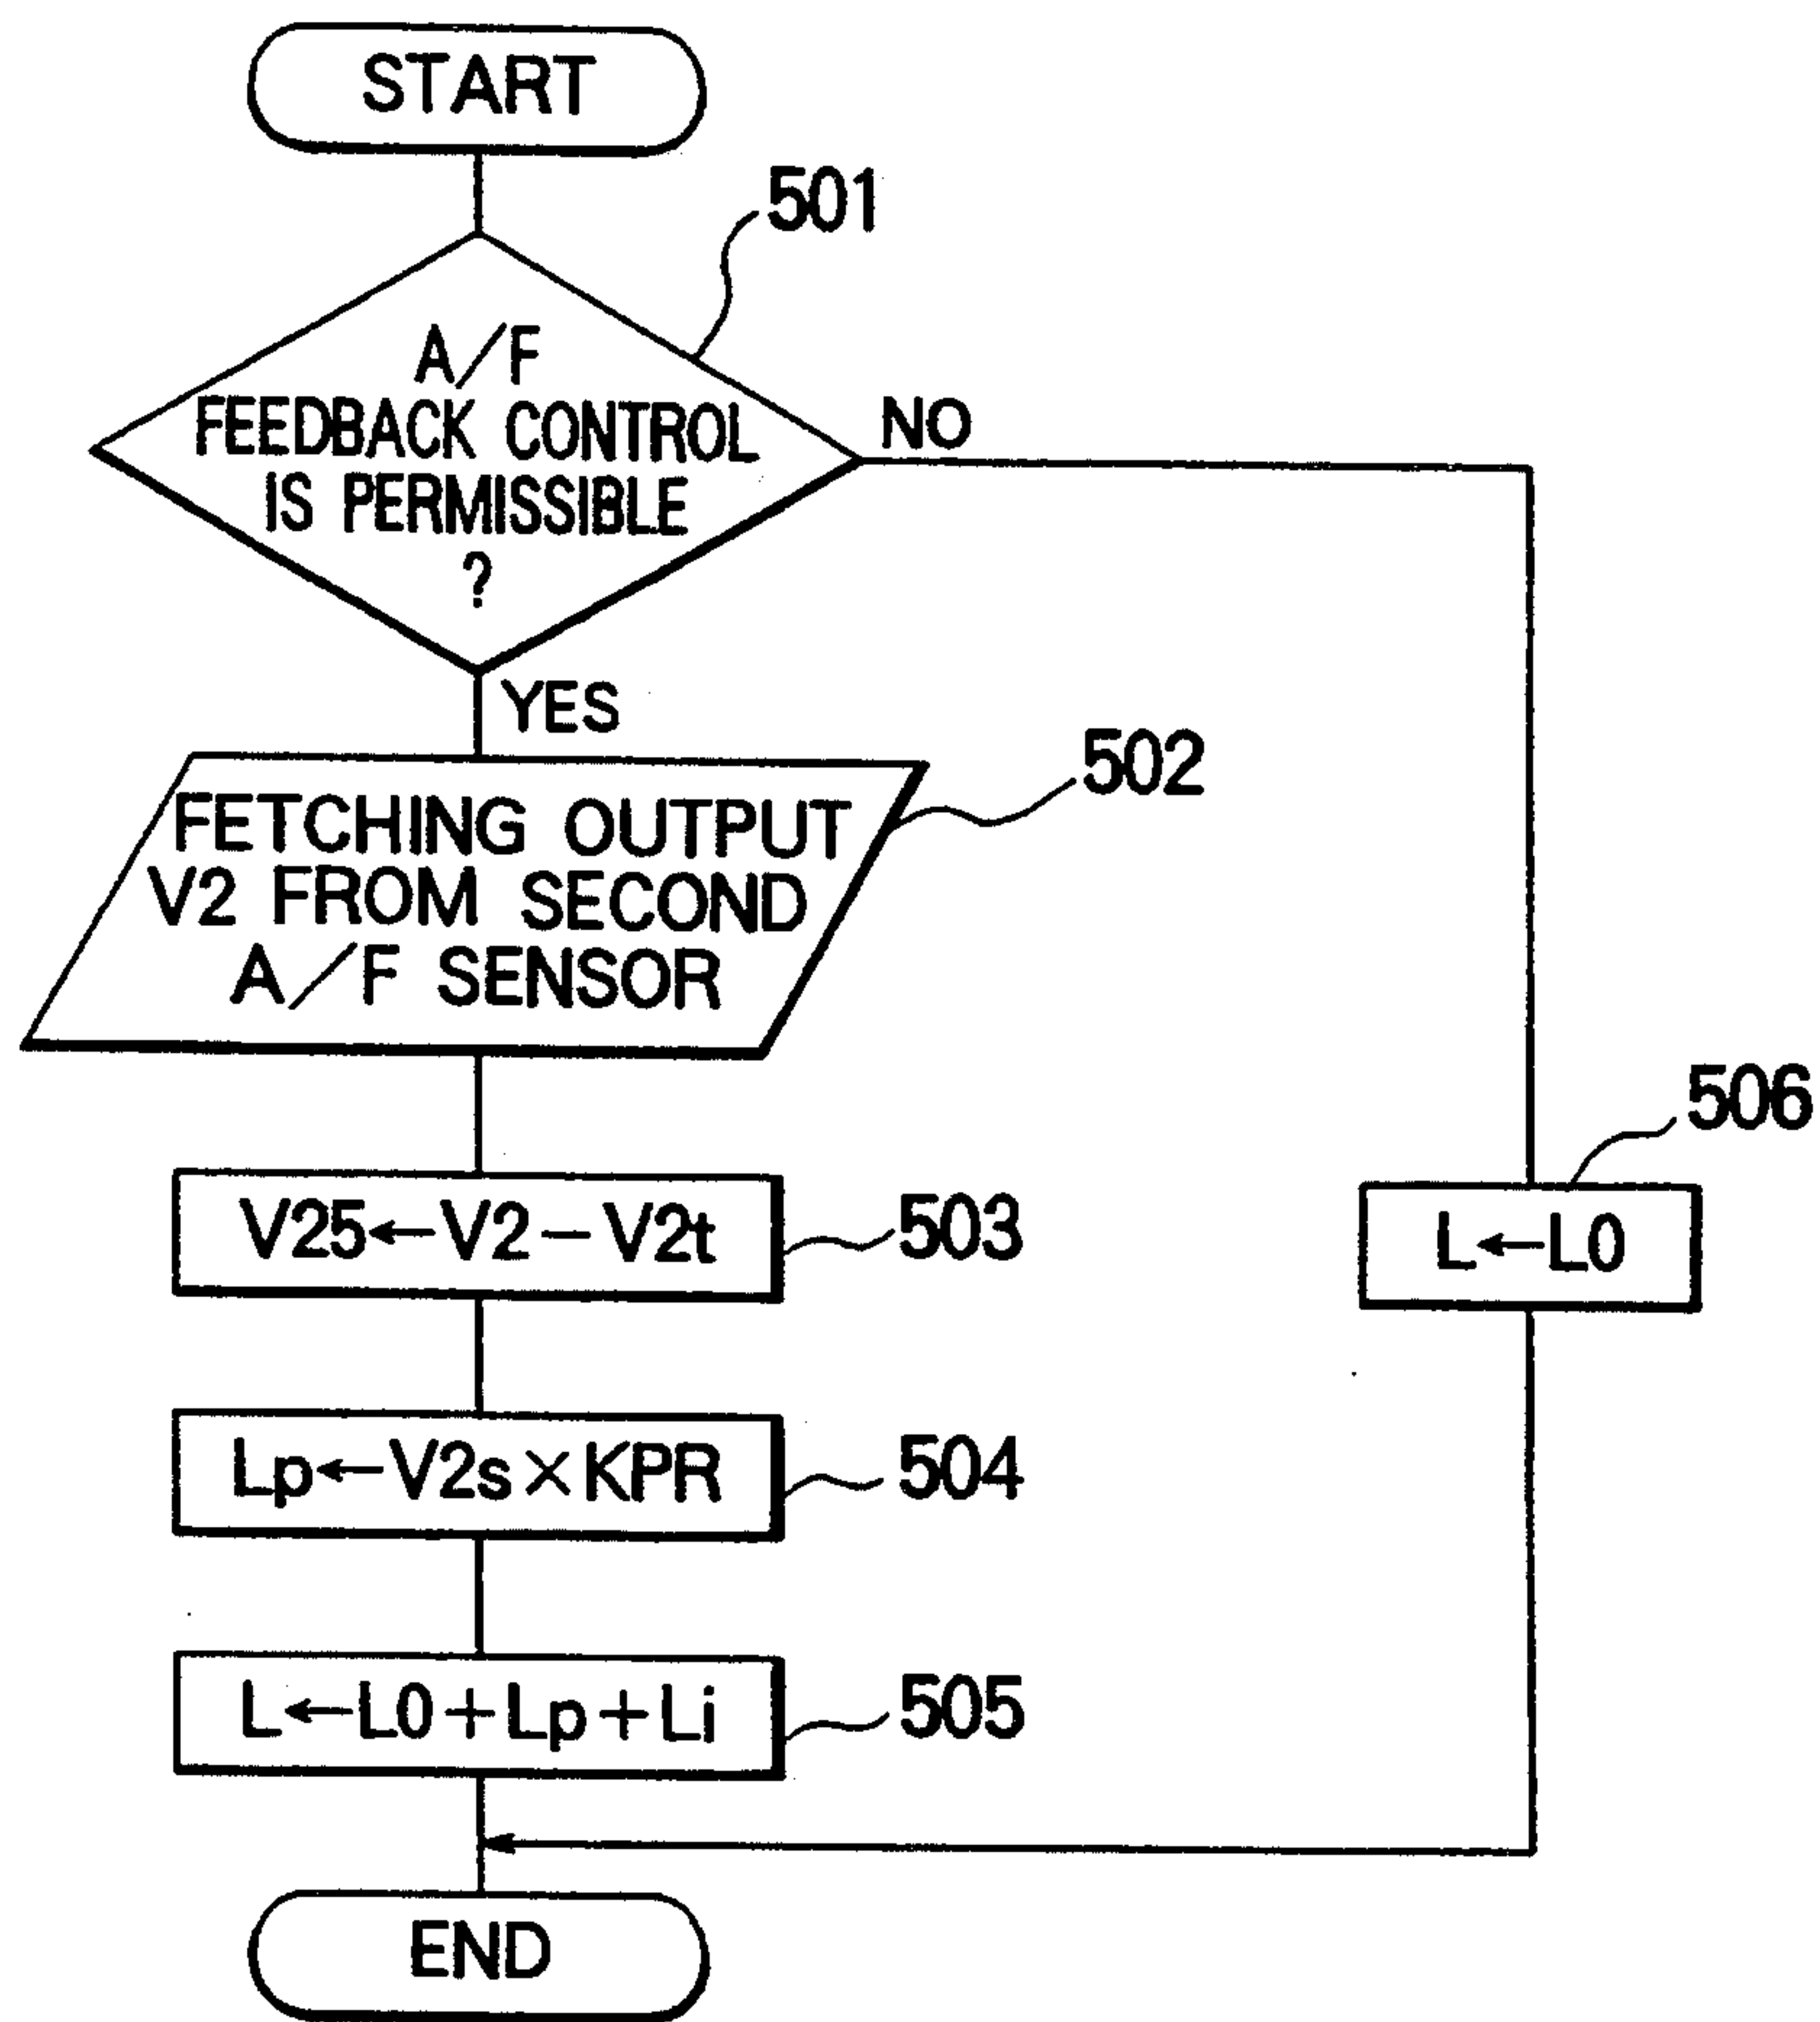 START
501
A/F
FEEDBACK CONTROL
IS PERMISSIBLE
?
NO
YES
502
FETCHING OUTPUT
V2 FROM SECOND
A/F SENSOR
503
V25←V2−V2t
506
L←L0
504
Lp←V2s×KPR
505
L←L0+Lp+Li
END